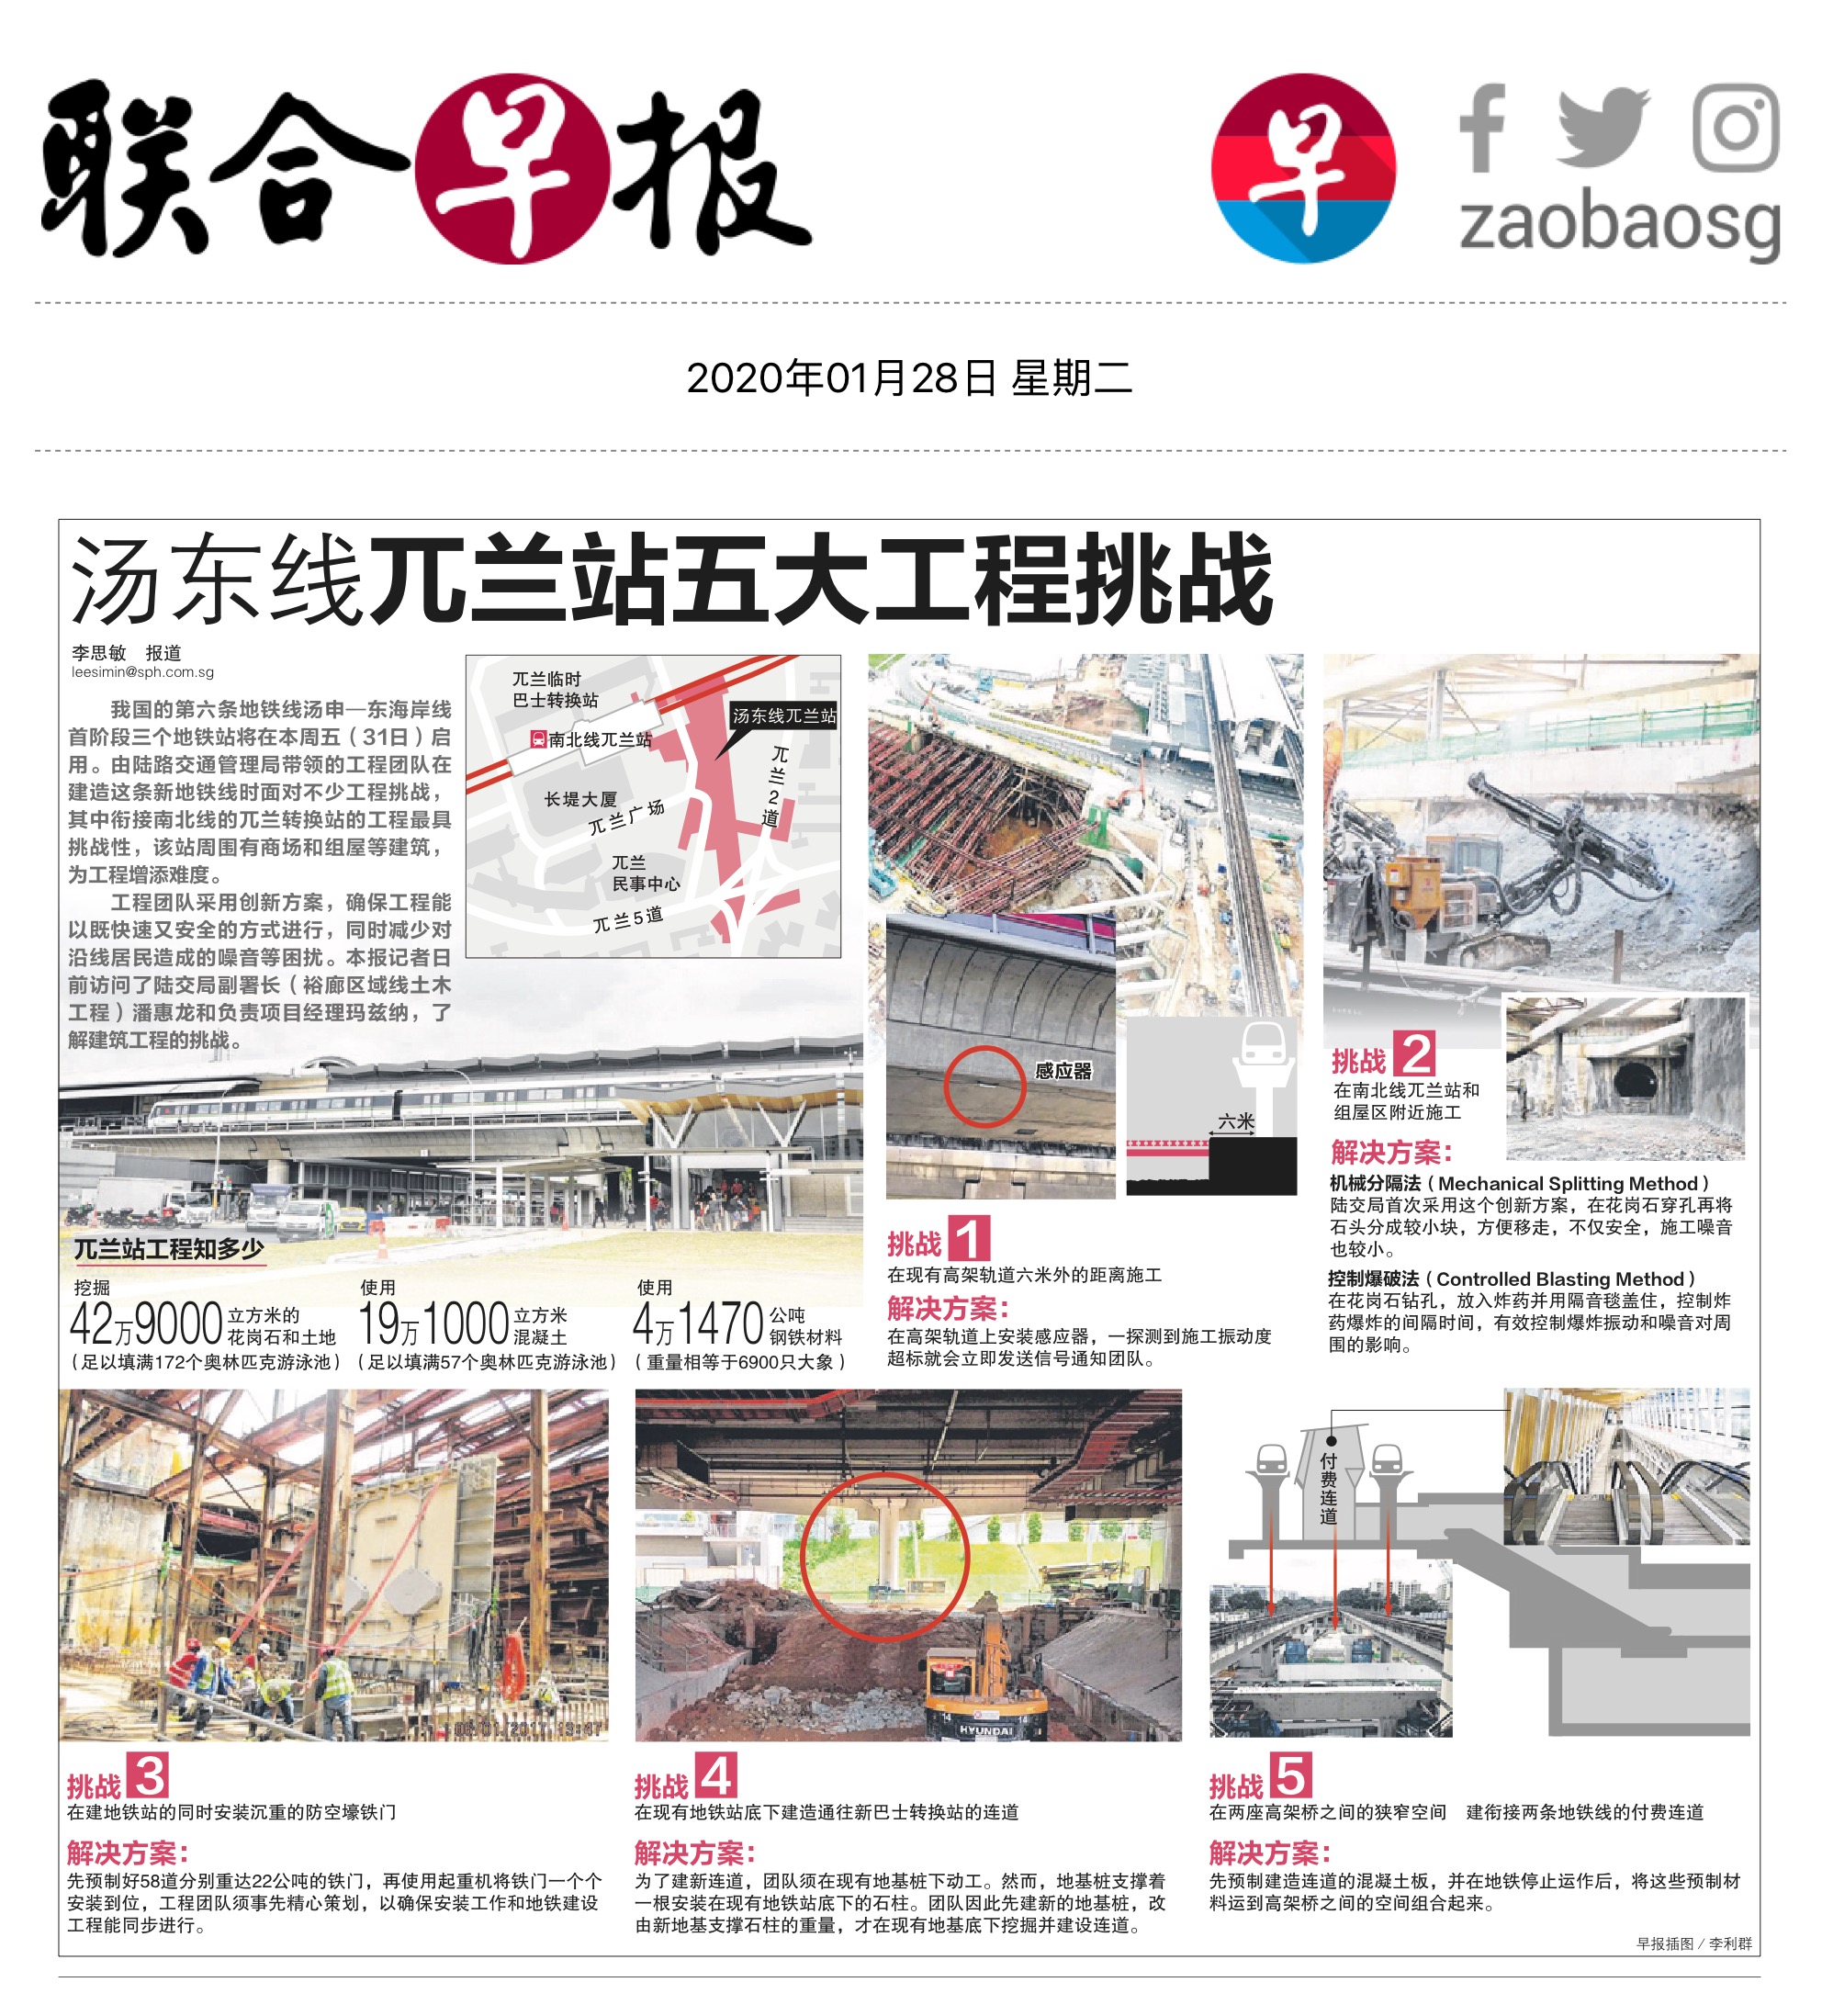 联合早报
早
zaobaosg
2020年01月28日 星期二
汤东线兀兰站五大工程挑战
李思敏 报道
leesimin@sph.com.sg
我国的第六条地铁线汤申—东海岸线
首阶段三个地铁站将在本周五（31日）启
用。由陆路交通管理局带领的工程团队在
建造这条新地铁线时面对不少工程挑战，
其中衔接南北线的兀兰转换站的工程最具
挑战性，该站周围有商场和组屋等建筑，
为工程增添难度。
工程团队采用创新方案，确保工程能
以既快速又安全的方式进行，同时减少对
沿线居民造成的噪音等困扰。本报记者日
前访问了陆交局副署长（裕廊区域线土木
工程）潘惠龙和负责项目经理玛兹纳，了
解建筑工程的挑战。
兀兰临时
巴士转换站
汤东线兀兰站
南北线兀兰站
兀兰2道
长堤大厦
兀兰广场
兀兰
民事中心
兀兰5道
兀兰站工程知多少
挖掘
42万9000立方米的
花岗石和土地
（足以填满172个奥林匹克游泳池）
使用
19万1000立方米
混凝土
（足以填满57个奥林匹克游泳池）
使用
4万1470公吨
钢铁材料
（重量相等于6900只大象）
感应器
六米
挑战1
在现有高架轨道六米外的距离施工
解决方案：
在高架轨道上安装感应器，一探测到施工振动度
超标就会立即发送信号通知团队。
挑战2
在南北线兀兰站和
组屋区附近施工
解决方案：
机械分隔法（Mechanical Splitting Method）
陆交局首次采用这个创新方案，在花岗石穿孔再将
石头分成较小块，方便移走，不仅安全，施工噪音
也较小。
控制爆破法（Controlled Blasting Method）
在花岗石钻孔，放入炸药并用隔音毯盖住，控制炸
药爆炸的间隔时间，有效控制爆炸振动和噪音对周
围的影响。
挑战3
在建地铁站的同时安装沉重的防空壕铁门
解决方案：
先预制好58道分别重达22公吨的铁门，再使用起重机将铁门一个个
安装到位，工程团队须事先精心策划，以确保安装工作和地铁建设
工程能同步进行。
14
14
HYUNDAI
挑战4
在现有地铁站底下建造通往新巴士转换站的连道
解决方案：
为了建新连道，团队须在现有地基桩下动工。然而，地基桩支撑着
一根安装在现有地铁站底下的石柱。团队因此先建新的地基桩，改
由新地基支撑石柱的重量，才在现有地基底下挖掘并建设连道。
付费连道
挑战5
在两座高架桥之间的狭窄空间 建衔接两条地铁线的付费连道
解决方案：
先预制建造连道的混凝土板，并在地铁停止运作后，将这些预制材
料运到高架桥之间的空间组合起来。
早报插图 / 李利群